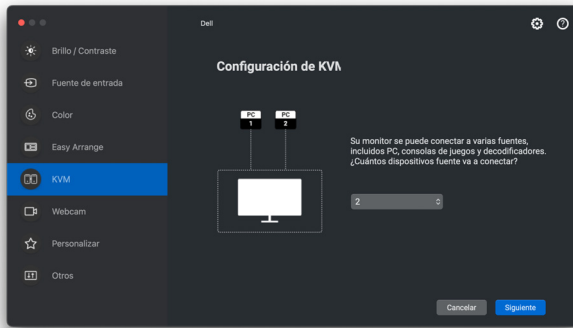 Dell
Brillo / Contraste
Fuente de entrada
Color
Easy Arrange
KVM
Webcam
Personalizar
Otros
Configuración de KVM
PC
1
PC
2
Su monitor se puede conectar a varias fuentes,
incluidos PC, consolas de juegos y decodificadores.
¿Cuántos dispositivos fuente va a conectar?
2
Cancelar
Siguiente